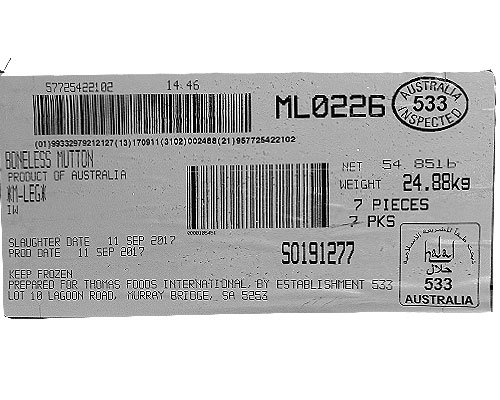 57725422102 14.46
(01)99332979212127(13)170911(3102)002488(21)957725422102
ML0226
AUSTRALIA
533
INSPECTED
BONELESS MUTTON
PRODUCT OF AUSTRALIA
*M-LEG*
IW
NET 54.85lb
WEIGHT 24.88kg
7 PIECES
7 PKS
SLAUGHTER DATE 11 SEP 2017
PROD DATE 11 SEP 2017
S0191277
KEEP FROZEN
PREPARED FOR THOMAS FOODS INTERNATIONAL, BY ESTABLISHMENT 533
LOT 10 LAGOON ROAD, MURRAY BRIDGE, SA 5253
halal
حلال
533
AUSTRALIA